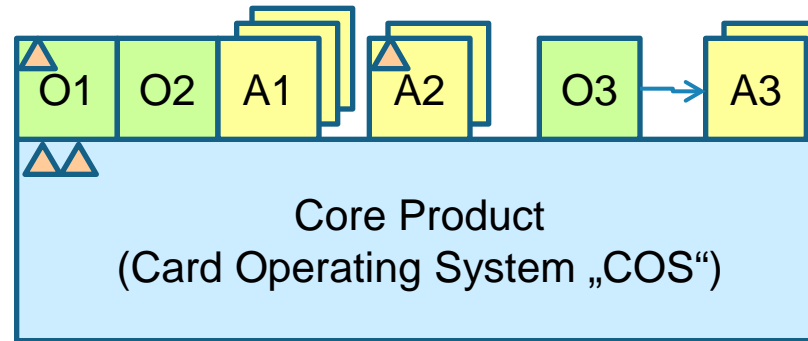 O1 O2 A1 A2 O3 A3
Core Product
(Card Operating System „COS“)